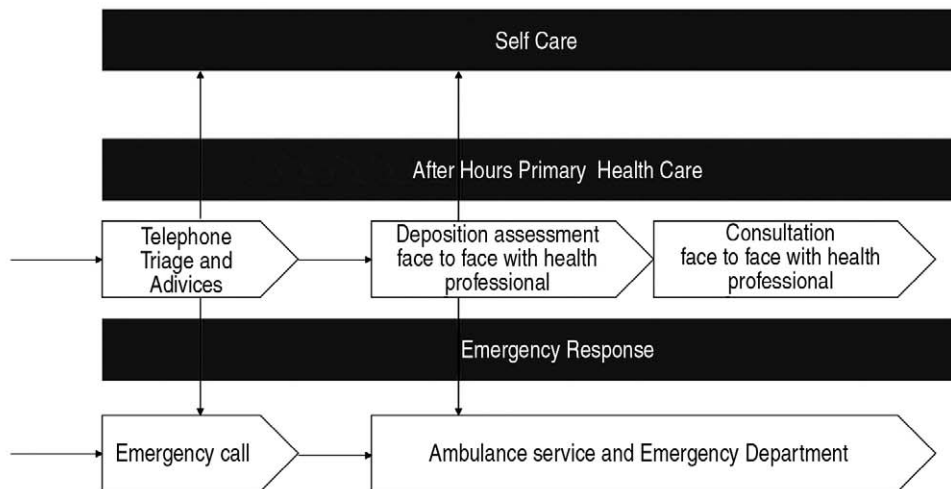 Self Care
After Hours Primary Health Care
Telephone
Triage and
Adivices
Deposition assessment
face to face with health
professional
Consultation
face to face with health
professional
Emergency Response
Emergency call
Ambulance service and Emergency Department